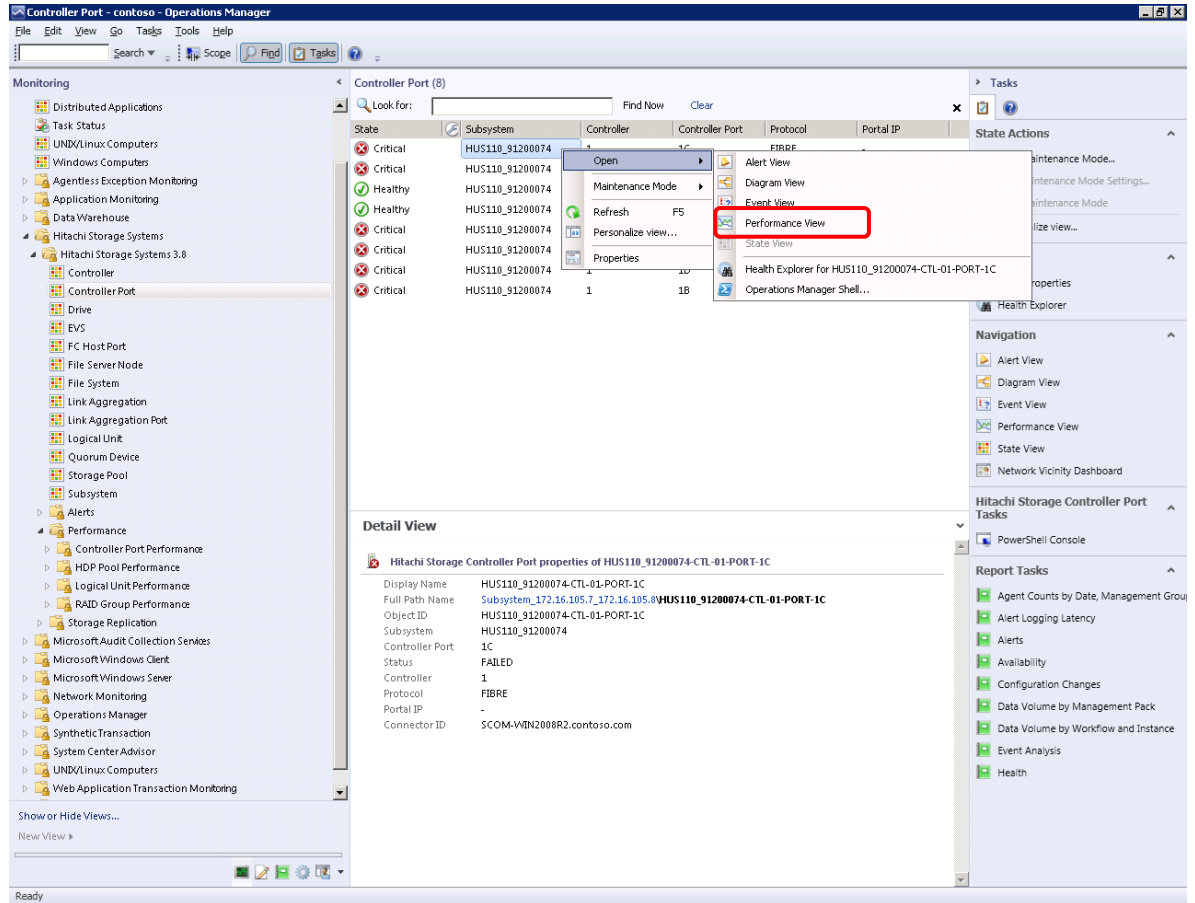 Controller Port - contoso - Operations Manager
File Edit View Go Tasks Tools Help
Search Scope Find Tasks
Monitoring
Distributed Applications
Task Status
UNIX/Linux Computers
Windows Computers
Agentless Exception Monitoring
Application Monitoring
Data Warehouse
Hitachi Storage Systems
Hitachi Storage Systems 3.8
Controller
Controller Port
Drive
EVS
FC Host Port
File Server Node
File System
Link Aggregation
Link Aggregation Port
Logical Unit
Quorum Device
Storage Pool
Subsystem
Alerts
Performance
Controller Port Performance
HDP Pool Performance
Logical Unit Performance
RAID Group Performance
Storage Replication
Microsoft Audit Collection Services
Microsoft Windows Client
Microsoft Windows Server
Network Monitoring
Operations Manager
Synthetic Transaction
System Center Advisor
UNIX/Linux Computers
Web Application Transaction Monitoring
Show or Hide Views...
New View
Ready
Controller Port (8)
Look for: Find Now Clear
State Subsystem Controller Controller Port Protocol Portal IP
Critical HUS110_91200074 1 1C FIBRE -
Critical HUS110_91200074
Healthy HUS110_91200074
Healthy HUS110_91200074
Critical HUS110_91200074
Critical HUS110_91200074
Critical HUS110_91200074 1 1D
Critical HUS110_91200074 1 1B
Open
Maintenance Mode
Refresh F5
Personalize view...
Properties
Alert View
Diagram View
Event View
Performance View
State View
Health Explorer for HUS110_91200074-CTL-01-PORT-1C
Operations Manager Shell...
Detail View
Hitachi Storage Controller Port properties of HUS110_91200074-CTL-01-PORT-1C
Display Name HUS110_91200074-CTL-01-PORT-1C
Full Path Name Subsystem_172.16.105.7_172.16.105.8\HUS110_91200074-CTL-01-PORT-1C
Object ID HUS110_91200074-CTL-01-PORT-1C
Subsystem HUS110_91200074
Controller Port 1C
Status FAILED
Controller 1
Protocol FIBRE
Portal IP -
Connector ID SCOM-WIN2008R2.contoso.com
Tasks
State Actions
aintenance Mode...
intenance Mode Settings...
aintenance Mode
lize view...
roperties
Health Explorer
Navigation
Alert View
Diagram View
Event View
Performance View
State View
Network Vicinity Dashboard
Hitachi Storage Controller Port
Tasks
PowerShell Console
Report Tasks
Agent Counts by Date, Management Grou
Alert Logging Latency
Alerts
Availability
Configuration Changes
Data Volume by Management Pack
Data Volume by Workflow and Instance
Event Analysis
Health